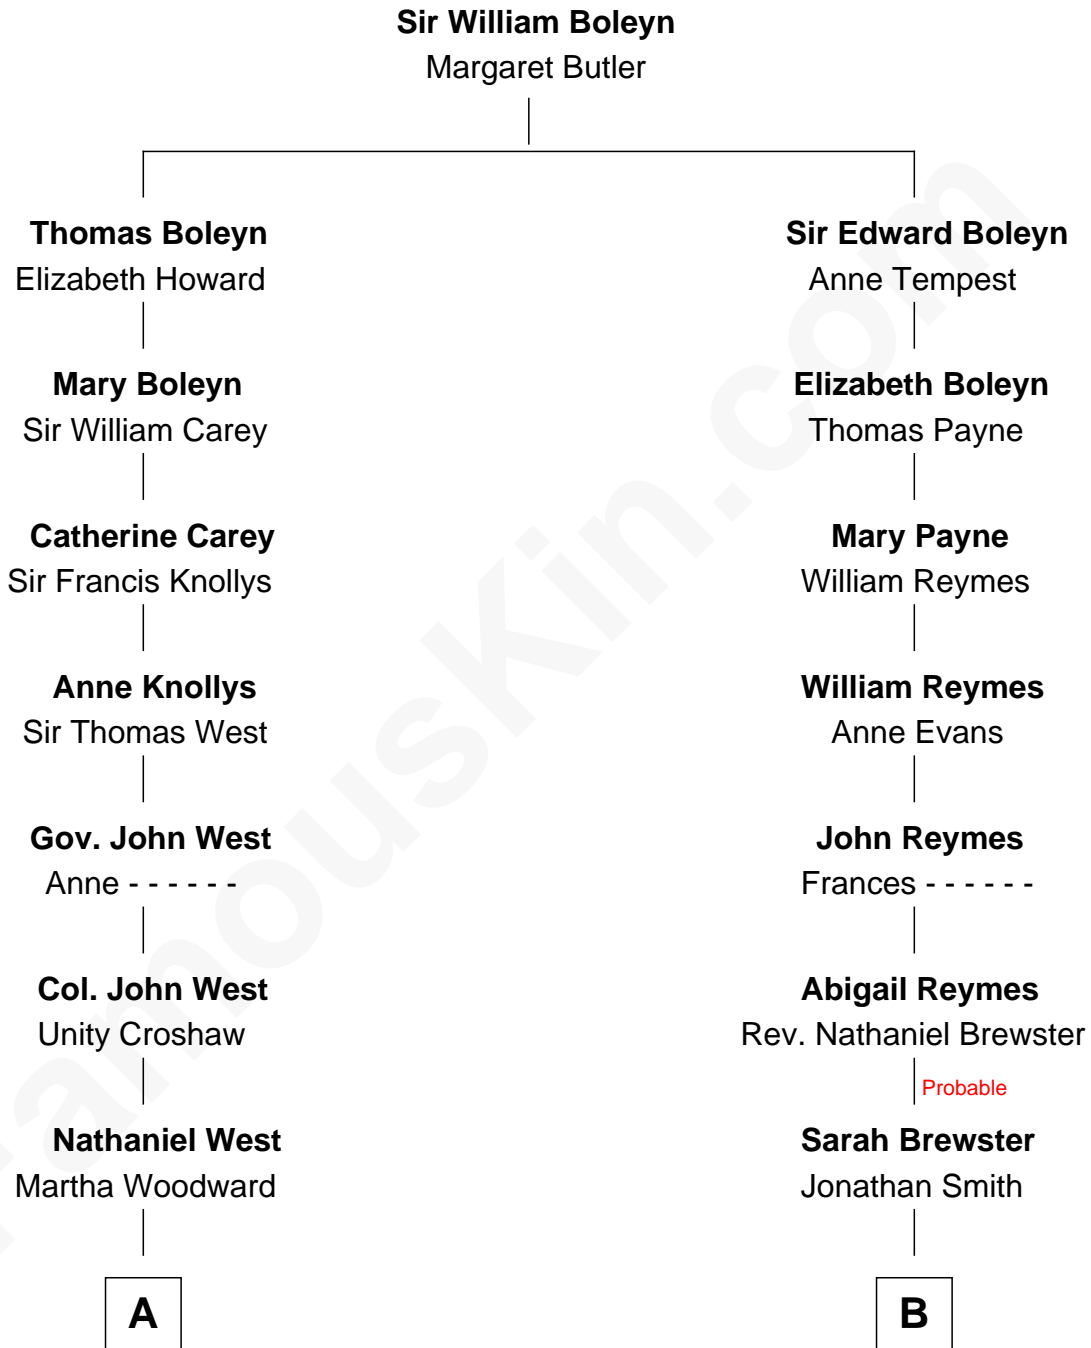 Sir William Boleyn
Margaret Butler
Thomas Boleyn
Elizabeth Howard
Sir Edward Boleyn
Anne Tempest
Mary Boleyn
Sir William Carey
Elizabeth Boleyn
Thomas Payne
Catherine Carey
Sir Francis Knollys
Mary Payne
William Reymes
Anne Knollys
Sir Thomas West
William Reymes
Anne Evans
Gov. John West
Anne - - - - - -
John Reymes
Frances - - - - - -
Col. John West
Unity Croshaw
Abigail Reymes
Rev. Nathaniel Brewster
Probable
Nathaniel West
Martha Woodward
Sarah Brewster
Jonathan Smith
A
B
FamousKin.com